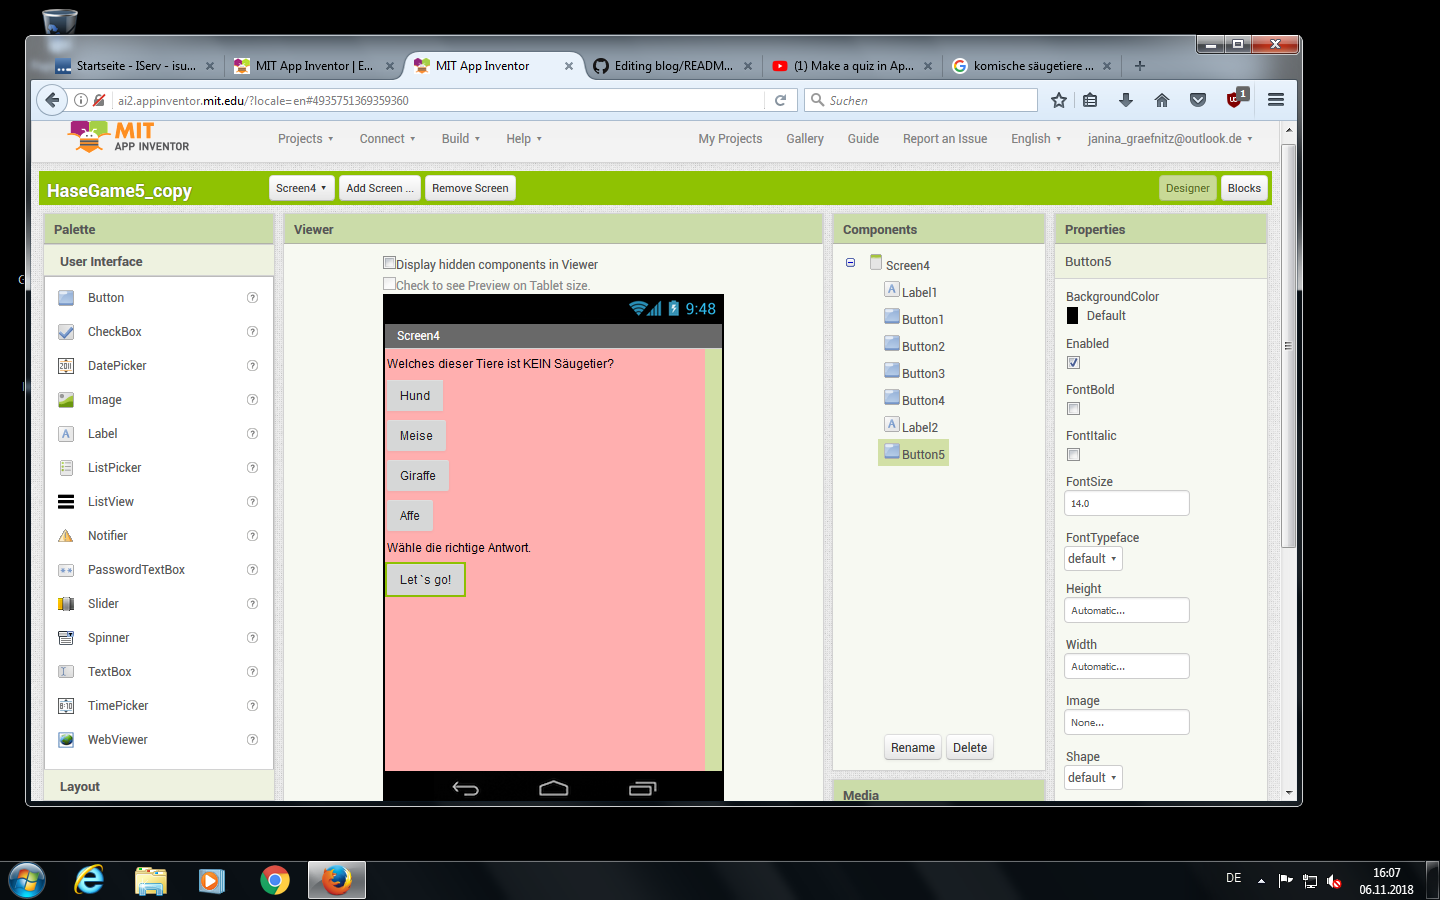 Startseite - IServ - isu...
MIT App Inventor | E...
MIT App Inventor
Editing blog/READM...
(1) Make a quiz in Ap...
komische säugetiere ...
ai2.appinventor.mit.edu/?locale=en#4935751369359360
Suchen
1
MIT
APP INVENTOR
Projects
Connect
Build
Help
My Projects
Gallery
Guide
Report an Issue
English
janina_graefnitz@outlook.de
HaseGame5_copy
Screen4
Add Screen ...
Remove Screen
Designer
Blocks
Palette
User Interface
Button
CheckBox
DatePicker
Image
Label
ListPicker
ListView
Notifier
PasswordTextBox
Slider
Spinner
TextBox
TimePicker
WebViewer
Layout
Viewer
Display hidden components in Viewer
Check to see Preview on Tablet size.
9:48
Screen4
Welches dieser Tiere ist KEIN Säugetier?
Hund
Meise
Giraffe
Affe
Wähle die richtige Antwort.
Let`s go!
Components
Screen4
Label1
Button1
Button2
Button3
Button4
Label2
Button5
Rename
Delete
Media
Properties
Button5
BackgroundColor
Default
Enabled
FontBold
FontItalic
FontSize
14.0
FontTypeface
default
Height
Automatic...
Width
Automatic...
Image
None...
Shape
default
DE
16:07
06.11.2018